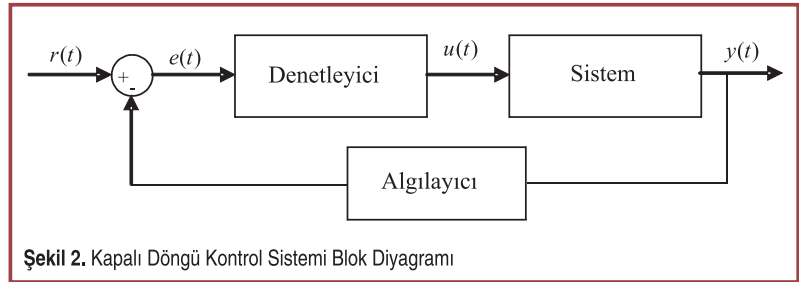 r(t)
e(t)
u(t)
y(t)
+
-
Denetleyici
Sistem
Algılayıcı
Şekil 2. Kapalı Döngü Kontrol Sistemi Blok Diyagramı